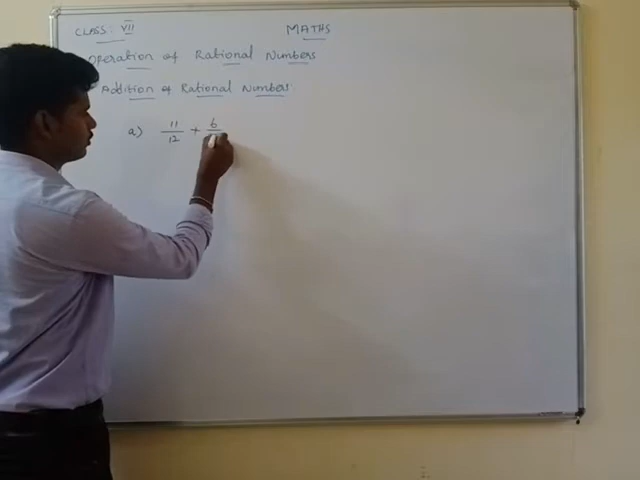 CLASS: VII MATHS
Operation of Rational Numbers
Addition of Rational Numbers
a) 11/12 + 6